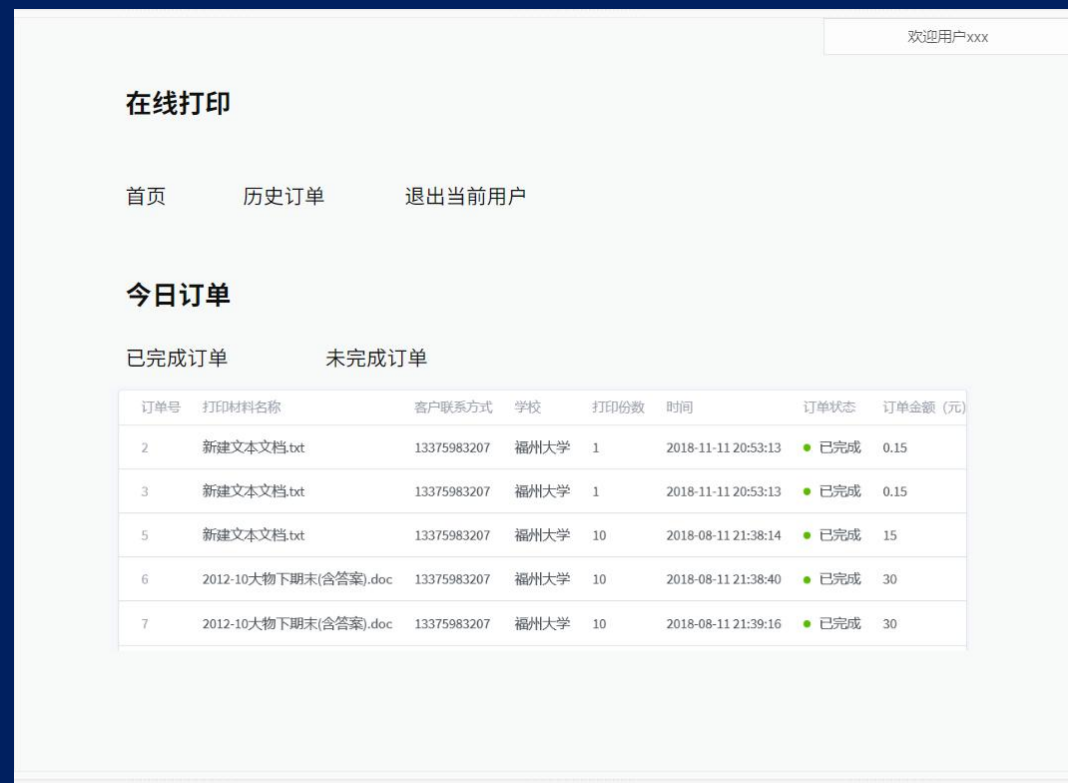 欢迎用户xxx
在线打印
首页 历史订单 退出当前用户
今日订单
已完成订单 未完成订单
订单号 打印材料名称 客户联系方式 学校 打印份数 时间 订单状态 订单金额（元）
2 新建文本文档.txt 13375983207 福州大学 1 2018-11-11 20:53:13 已完成 0.15
3 新建文本文档.txt 13375983207 福州大学 1 2018-11-11 20:53:13 已完成 0.15
5 新建文本文档.txt 13375983207 福州大学 10 2018-08-11 21:38:14 已完成 15
6 2012-10大物下期末(含答案).doc 13375983207 福州大学 10 2018-08-11 21:38:40 已完成 30
7 2012-10大物下期末(含答案).doc 13375983207 福州大学 10 2018-08-11 21:39:16 已完成 30